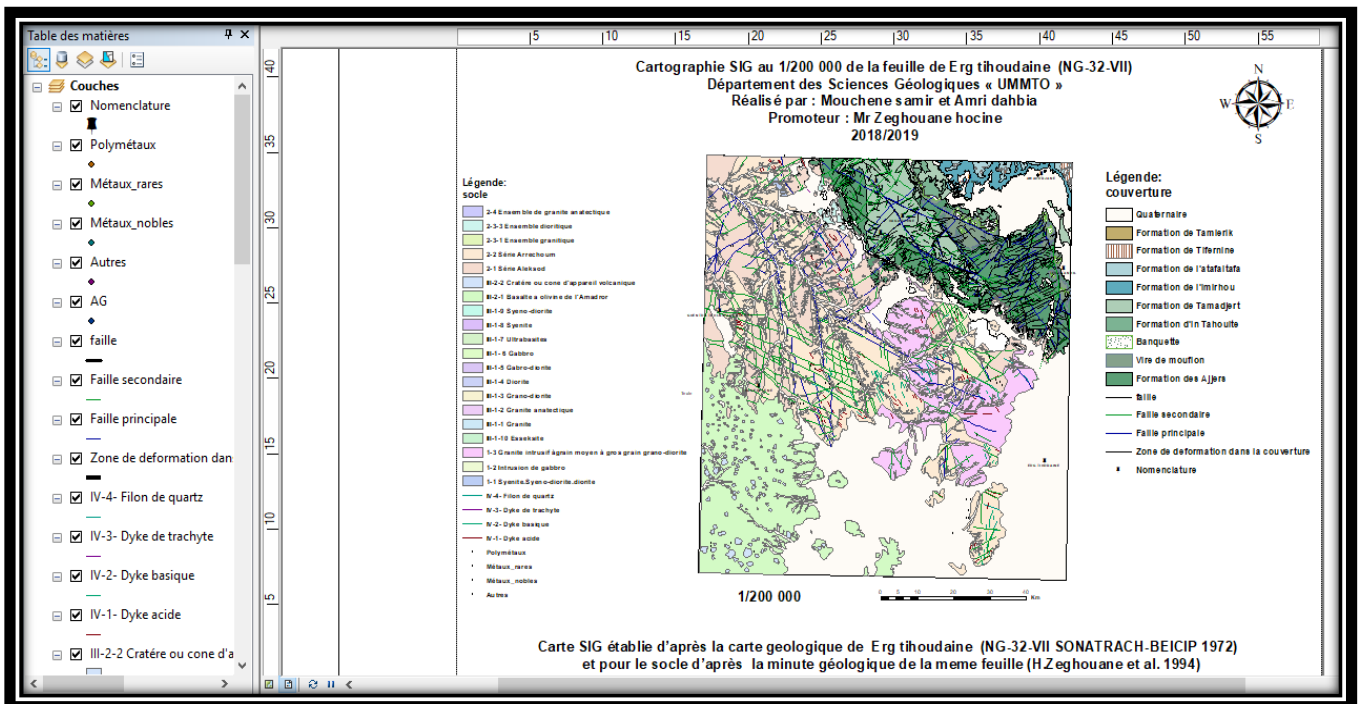 Table des matières
Couches
Nomenclature
Polymétaux
Métaux_rares
Métaux_nobles
Autres
AG
faille
Faille secondaire
Faille principale
Zone de deformation dan
IV-4- Filon de quartz
IV-3- Dyke de trachyte
IV-2- Dyke basique
IV-1- Dyke acide
III-2-2 Cratére ou cone d'a
5 10 15 20 25 30 35 40 45 50 55
40
35
30
25
20
15
10
5
Cartographie SIG au 1/200 000 de la feuille de Erg tihoudaine (NG-32-VII)
Département des Sciences Géologiques « UMMTO »
Réalisé par : Mouchene samir et Amri dahbia
Promoteur : Mr Zeghouane hocine
2018/2019
N
W E
S
Légende:
socle
2-4 Ensemble de granite anatectique
2-3-3 Ensemble dioritique
2-3-1 Ensemble granitique
2-2 Série Arrechoum
2-1 Série Aleksod
III-2-2 Cratére ou cone d'appareil volcanique
III-2-1 Basalte a olivine de l'Amadror
III-1-9 Syeno-diorite
III-1-8 Syenite
III-1-7 Ultrabasites
III-1-6 Gabbro
III-1-5 Gabro-diorite
III-1-4 Diorite
III-1-3 Grano-diorite
III-1-2 Granite anatectique
III-1-1 Granite
III-1-10 Esseksite
1-3 Granite intrusif àgrain moyen à gros grain grano-diorite
1-2 Intrusion de gabbro
1-1 Syenite.Syeno-diorite.diorite
IV-4- Filon de quartz
IV-3- Dyke de trachyte
IV-2- Dyke basique
IV-1- Dyke acide
Polymétaux
Métaux_rares
Métaux_nobles
Autres
Légende:
couverture
Quaternaire
Formation de Tamierik
Formation de Tifernine
Formation de l'atafaitafa
Formation de l'imirhou
Formation de Tamadjert
Formation d'in Tahouite
Banquette
Vire de mouflon
Formation des Ajjers
faille
Faille secondaire
Faille principale
Zone de deformation dans la couverture
Nomenclature
1/200 000
0 5 10 20 30 40
Km
Carte SIG établie d'après la carte geologique de Erg tihoudaine (NG-32-VII SONATRACH-BEICIP 1972)
et pour le socle d'après la minute géologique de la meme feuille (H.Zeghouane et al. 1994)